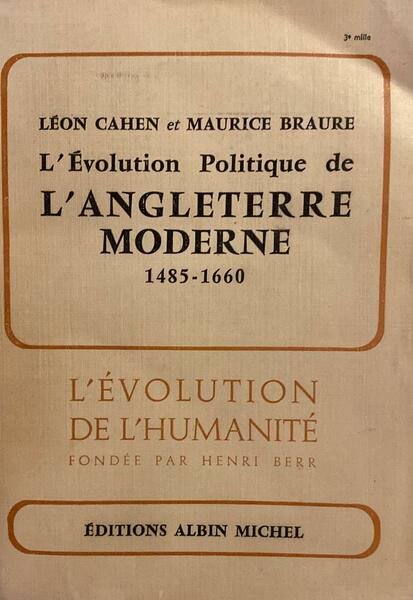 3e mille
LÉON CAHEN et MAURICE BRAURE
L'Évolution Politique de
L'ANGLETERRE
MODERNE
1485-1660
L'ÉVOLUTION
DE L'HUMANITÉ
FONDÉE PAR HENRI BERR
ÉDITIONS ALBIN MICHEL